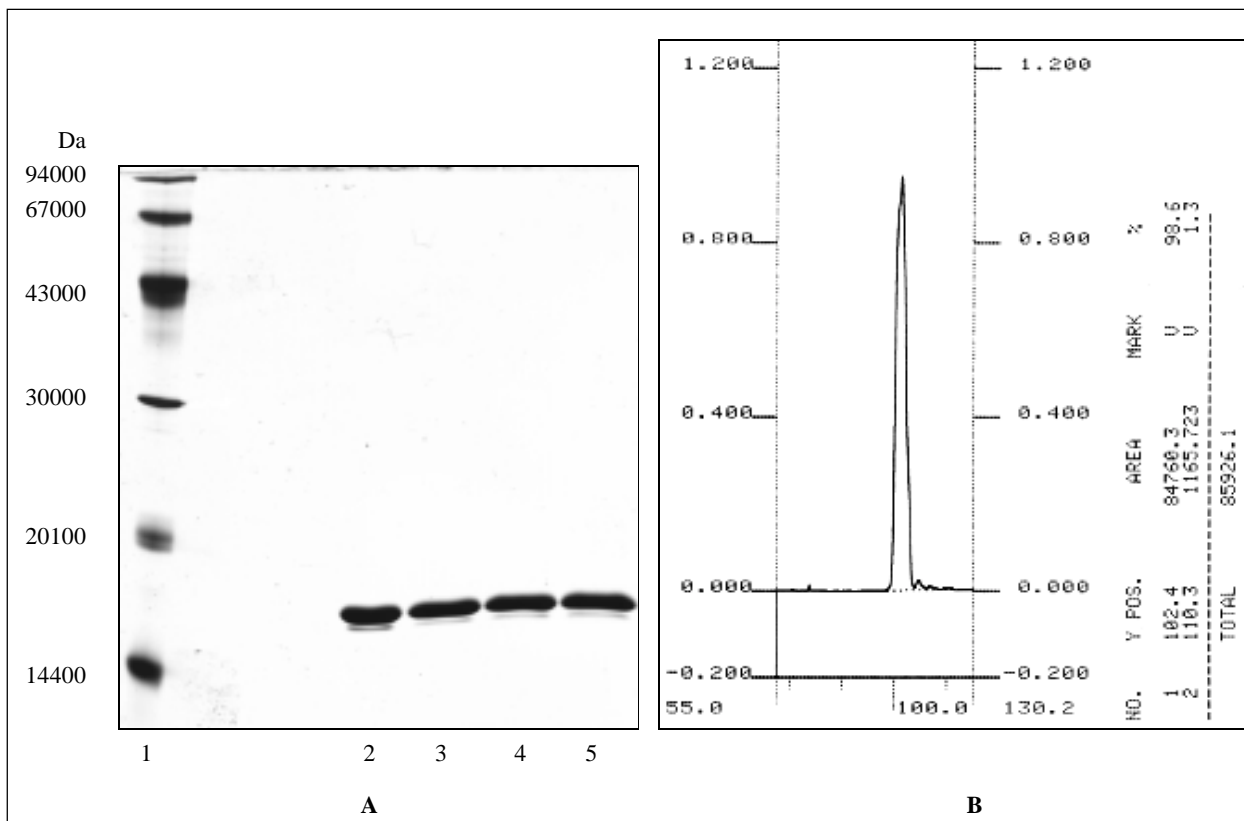 Da
94000
67000
43000
30000
20100
14400
1 2 3 4 5
A
1.200 1.200
0.800 0.800
0.400 0.400
0.000 0.000
-0.200 -0.200
55.0 100.0 130.2
NO. Y POS. AREA MARK %
1 102.4 84760.3 U 98.6
2 110.3 1165.723 U 1.3
TOTAL 85926.1
B